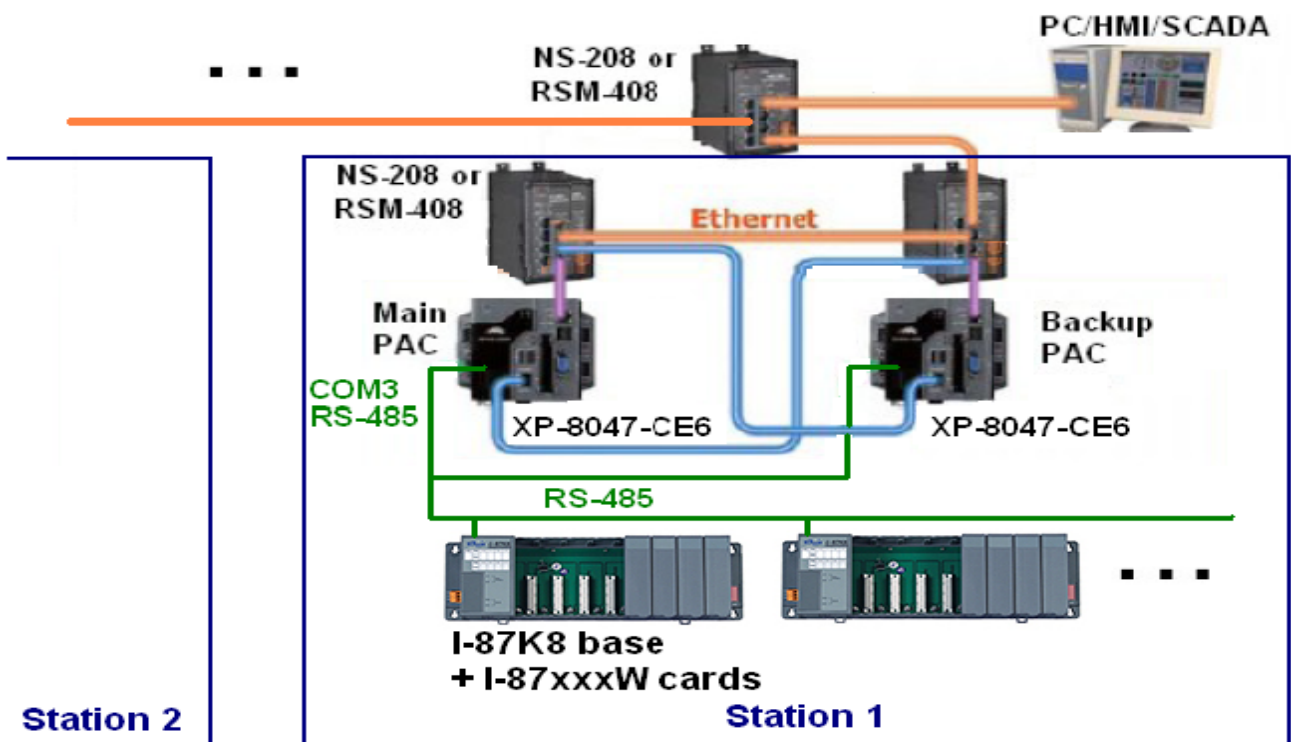 PC/HMI/SCADA
NS-208 or
RSM-408
NS-208 or
RSM-408
Ethernet
Main
PAC
Backup
PAC
COM3
RS-485
XP-8047-CE6
XP-8047-CE6
RS-485
I-87K8 base
+ I-87xxxW cards
Station 2
Station 1